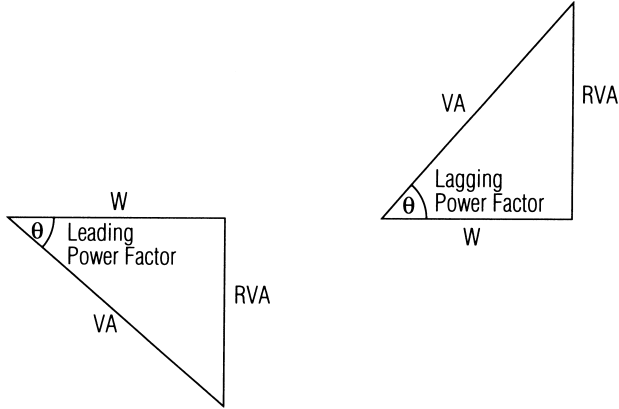 W
θ
Leading
Power Factor
RVA
VA
VA
RVA
Lagging
θ
Power Factor
W